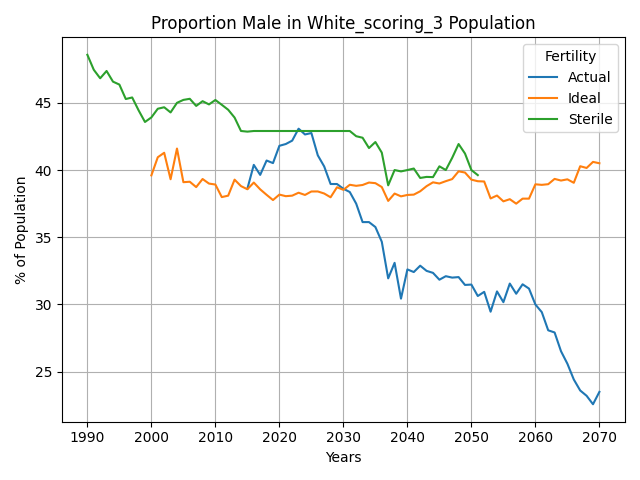 Proportion Male in White_scoring_3 Population
Fertility
Actual
Ideal
Sterile
% of Population
45
40
35
30
25
1990 2000 2010 2020 2030 2040 2050 2060 2070
Years